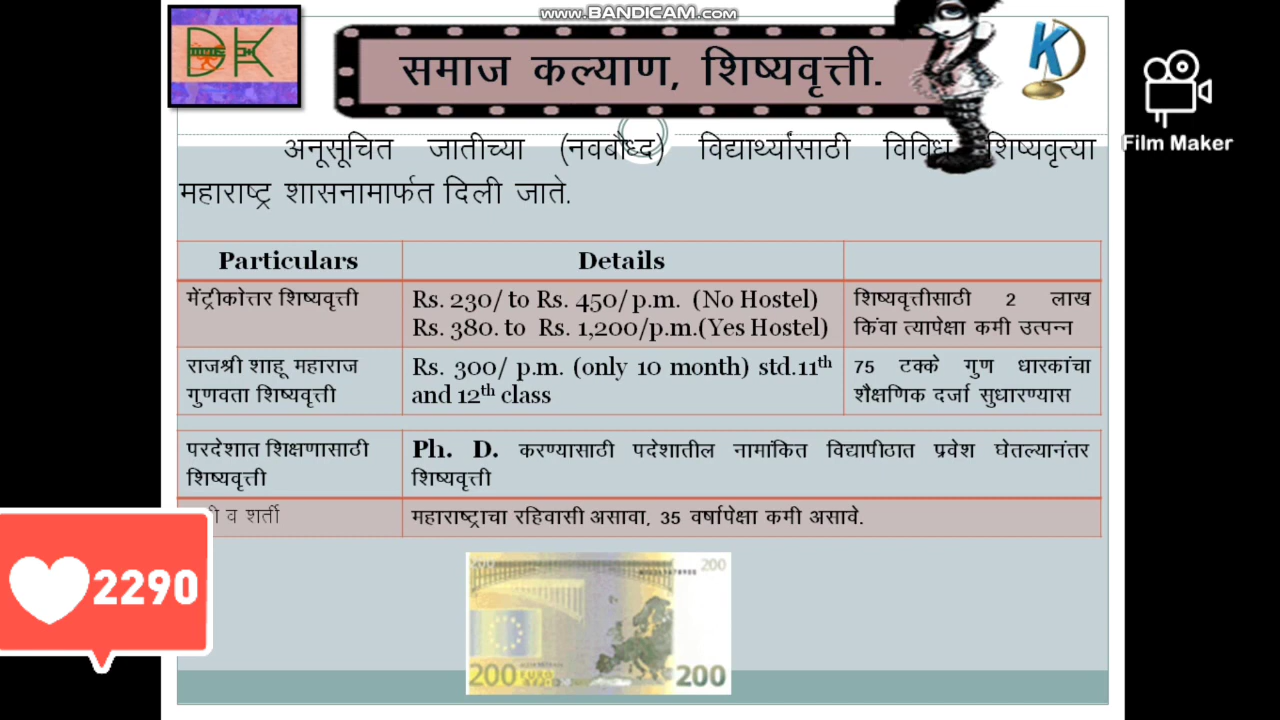 www.BANDICAM.com
DK
समाज कल्याण, शिष्यवृत्ती.
K
Film Maker
अनूसूचित जातीच्या (नवबौध्द) विद्यार्थ्यांसाठी विविध शिष्यवृत्या
महाराष्ट्र शासनामार्फत दिली जाते.
Particulars Details
मेंट्रीकोत्तर शिष्यवृत्ती
Rs. 230/ to Rs. 450/p.m. (No Hostel)
Rs. 380. to Rs. 1,200/p.m.(Yes Hostel)
शिष्यवृत्तीसाठी 2 लाख
किंवा त्यापेक्षा कमी उत्पन्न
राजश्री शाहू महाराज
गुणवता शिष्यवृत्ती
Rs. 300/ p.m. (only 10 month) std.11th
and 12th class
75 टक्के गुण धारकांचा
शैक्षणिक दर्जा सुधारण्यास
परदेशात शिक्षणासाठी
शिष्यवृत्ती
Ph. D. करण्यासाठी पदेशातील नामांकित विद्यापीठात प्रवेश घेतल्यानंतर
शिष्यवृत्ती
व शर्ती
महाराष्ट्राचा रहिवासी असावा, 35 वर्षापेक्षा कमी असावे.
2290
200
200
200 EURO
200